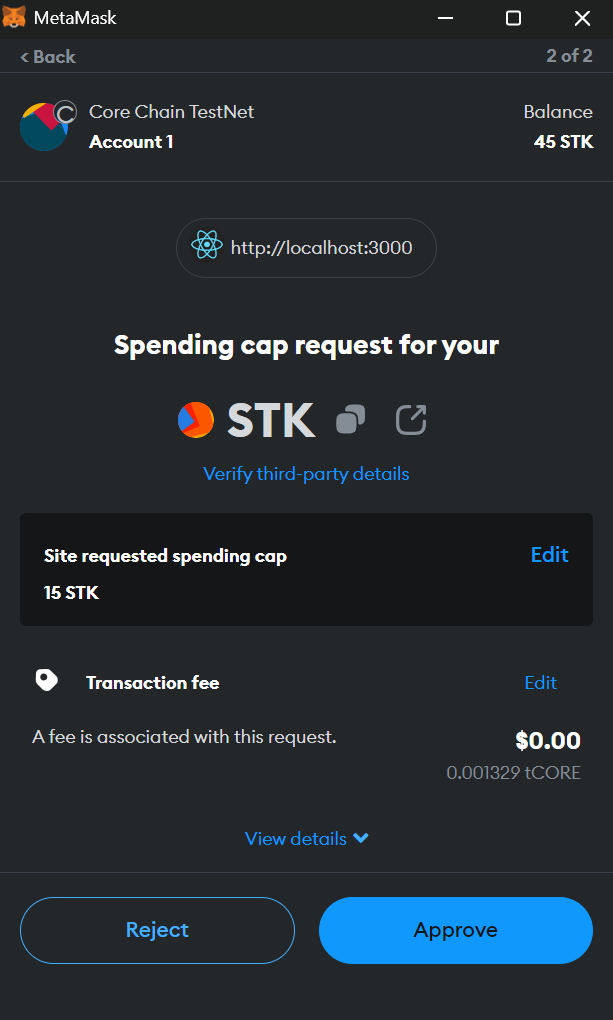 MetaMask
< Back
2 of 2
Core Chain TestNet
Balance
Account 1
45 STK
http://localhost:3000
Spending cap request for your
STK
Verify third-party details
Site requested spending cap
Edit
15 STK
Transaction fee
Edit
A fee is associated with this request.
$0.00
0.001329 tCORE
View details
Reject
Approve